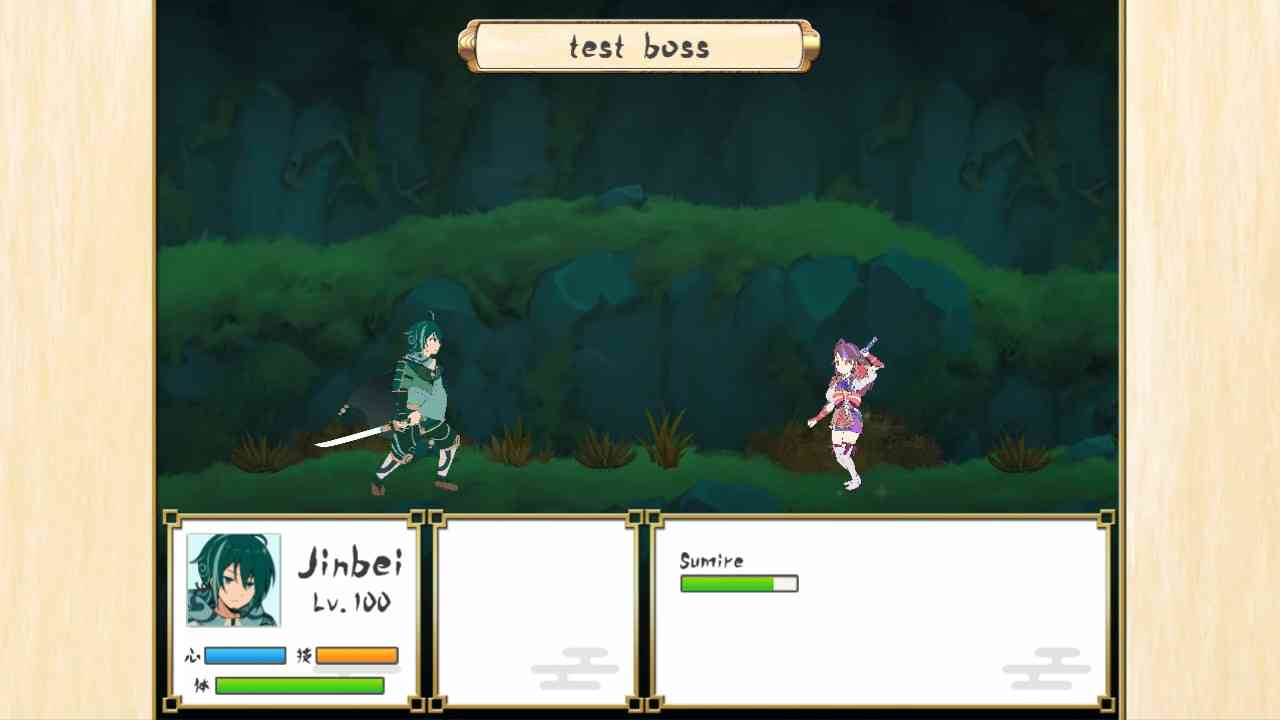 test boss
Jinbei
Lv.100
心 技
体
Sumire